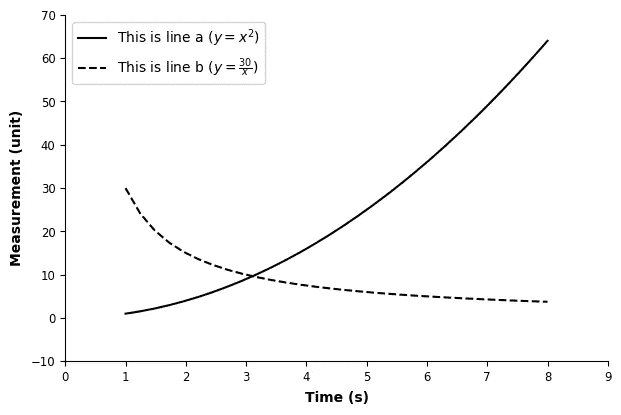 70
60
50
40
30
20
10
0
−10
Measurement (unit)
This is line a (y = x²)
This is line b (y = 30/x)
0 1 2 3 4 5 6 7 8 9
Time (s)